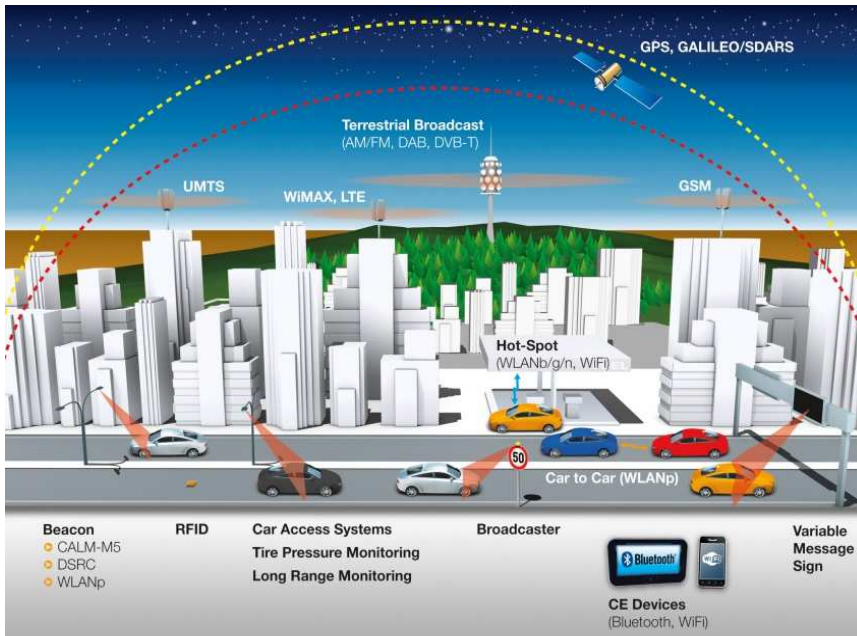 GPS, GALILEO/SDARS
Terrestrial Broadcast
(AM/FM, DAB, DVB-T)
UMTS
WiMAX, LTE
GSM
Hot-Spot
(WLANb/g/n, WiFi)
50
Car to Car (WLANp)
Beacon
CALM-M5
DSRC
WLANp
RFID
Car Access Systems
Tire Pressure Monitoring
Long Range Monitoring
Broadcaster
Bluetooth
WiFi
CE Devices
(Bluetooth, WiFi)
Variable
Message
Sign